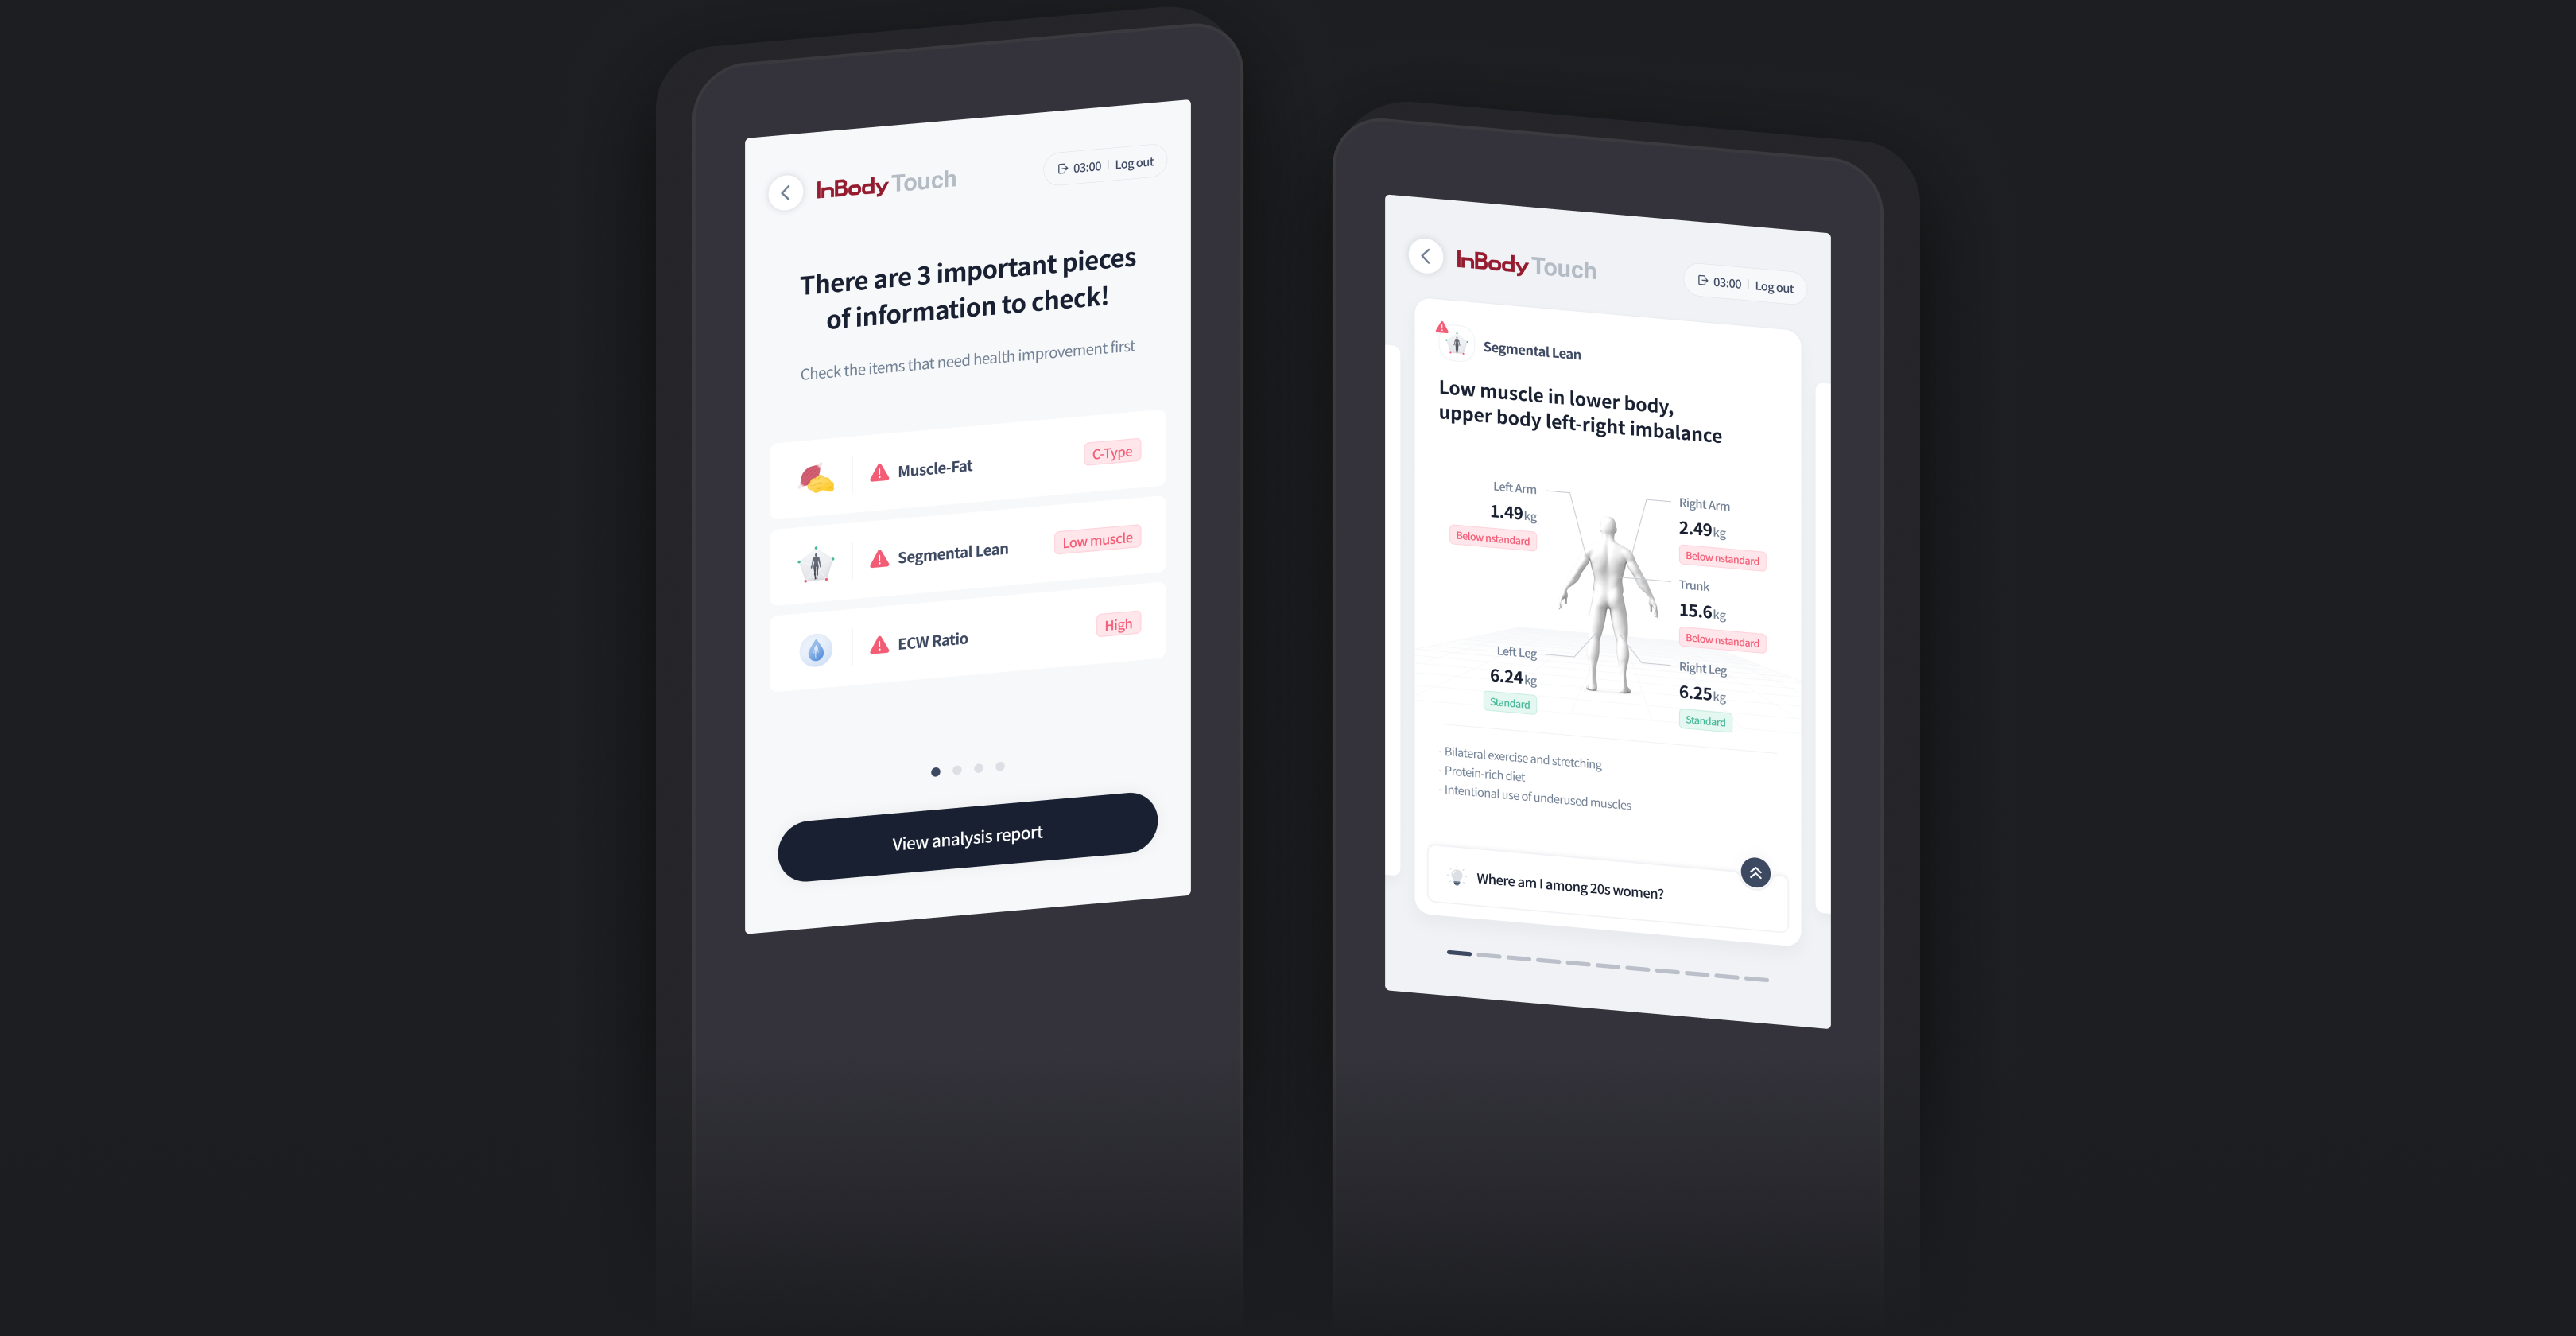 InBody Touch
03:00 | Log out
There are 3 important pieces
of information to check!
Check the items that need health improvement first
Muscle-Fat
C-Type
Segmental Lean
Low muscle
ECW Ratio
High
View analysis report
InBody Touch
03:00 | Log out
Segmental Lean
Low muscle in lower body,
upper body left-right imbalance
Left Arm
1.49kg
Below nstandard
Right Arm
2.49kg
Below nstandard
Trunk
15.6kg
Below nstandard
Left Leg
6.24kg
Standard
Right Leg
6.25kg
Standard
- Bilateral exercise and stretching
- Protein-rich diet
- Intentional use of underused muscles
Where am I among 20s women?